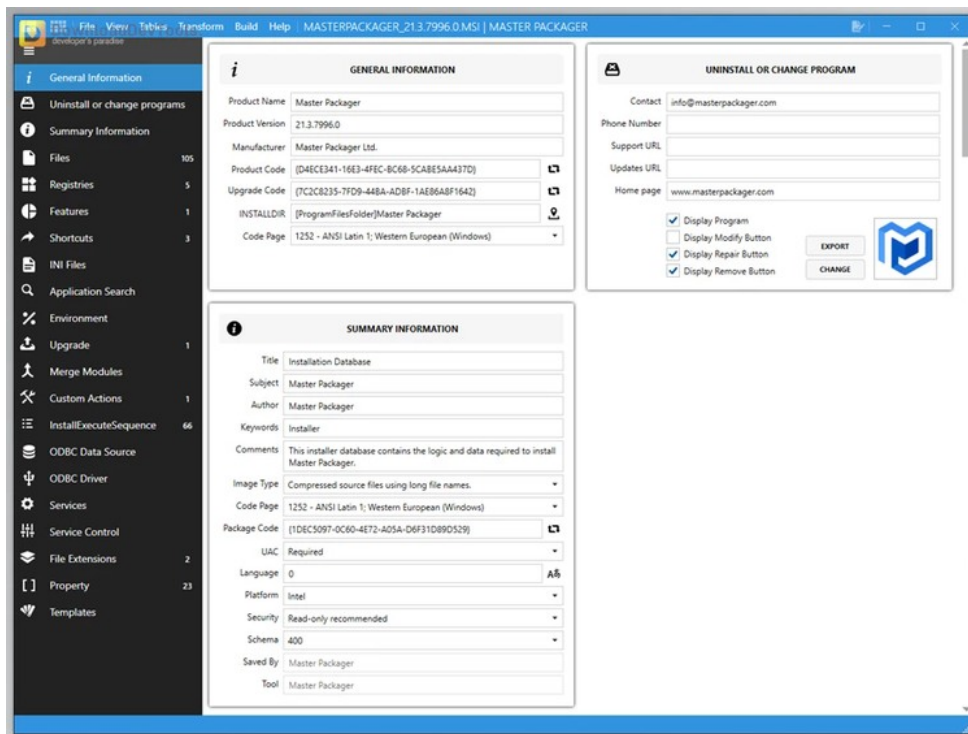 File View Tables Transform Build Help MASTERPACKAGER_21.3.7996.0.MSI | MASTER PACKAGER
developer's paradise
General Information
Uninstall or change programs
Summary Information
Files 105
Registries 5
Features 1
Shortcuts 3
INI Files
Application Search
Environment
Upgrade 1
Merge Modules
Custom Actions 1
InstallExecuteSequence 66
ODBC Data Source
ODBC Driver
Services
Service Control
File Extensions 2
Property 23
Templates
GENERAL INFORMATION
Product Name Master Packager
Product Version 21.3.7996.0
Manufacturer Master Packager Ltd.
Product Code {D4ECE341-16E3-4FEC-BC68-5CABE5AA437D}
Upgrade Code {7C2C8235-7FD9-44BA-ADBF-1AE86A8F1642}
INSTALLDIR [ProgramFilesFolder]Master Packager
Code Page 1252 - ANSI Latin 1; Western European (Windows)
UNINSTALL OR CHANGE PROGRAM
Contact info@masterpackager.com
Phone Number
Support URL
Updates URL
Home page www.masterpackager.com
Display Program
Display Modify Button
Display Repair Button
Display Remove Button
EXPORT
CHANGE
SUMMARY INFORMATION
Title Installation Database
Subject Master Packager
Author Master Packager
Keywords Installer
Comments This installer database contains the logic and data required to install
Master Packager.
Image Type Compressed source files using long file names.
Code Page 1252 - ANSI Latin 1; Western European (Windows)
Package Code {1DEC5097-0C60-4E72-A05A-D6F31D89D529}
UAC Required
Language 0
Platform Intel
Security Read-only recommended
Schema 400
Saved By Master Packager
Tool Master Packager